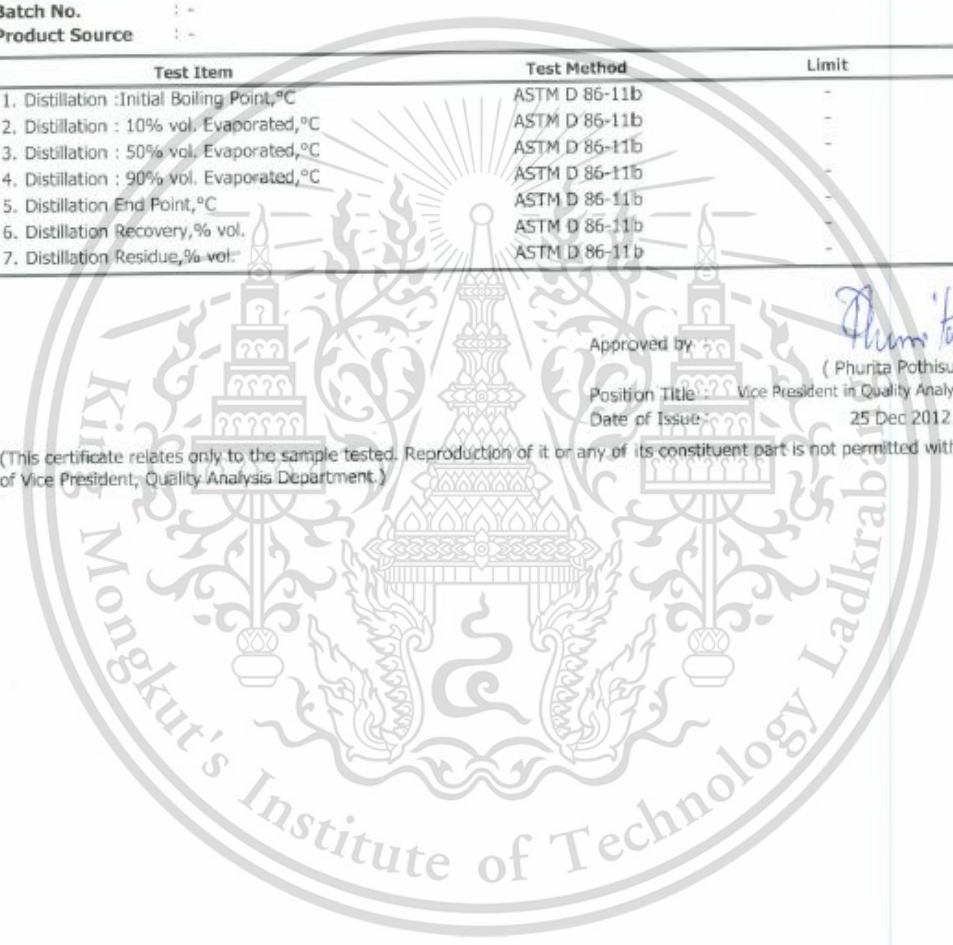 Batch No. : -
Product Source : -
Test Item Test Method Limit
1. Distillation :Initial Boiling Point,°C ASTM D 86-11b -
2. Distillation : 10% vol. Evaporated,°C ASTM D 86-11b -
3. Distillation : 50% vol. Evaporated,°C ASTM D 86-11b -
4. Distillation : 90% vol. Evaporated,°C ASTM D 86-11b -
5. Distillation End Point,°C ASTM D 86-11b -
6. Distillation Recovery,% vol. ASTM D 86-11b -
7. Distillation Residue,% vol. ASTM D 86-11b -
Approved by :
( Phurita Pothisu
Position Title : Vice President in Quality Analy
Date of Issue : 25 Dec 2012
(This certificate relates only to the sample tested. Reproduction of it or any of its constituent part is not permitted with
of Vice President, Quality Analysis Department.)
King Mongkut's Institute of Technology Ladkrabang